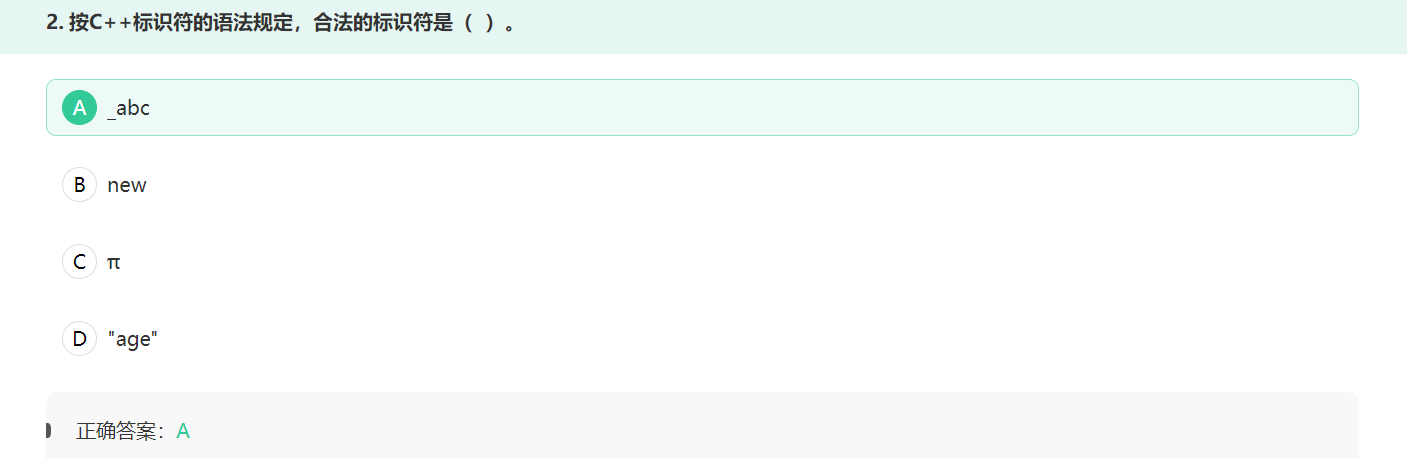 2. 按C++标识符的语法规定，合法的标识符是（  ）。
A _abc
B new
C π
D "age"
正确答案：A